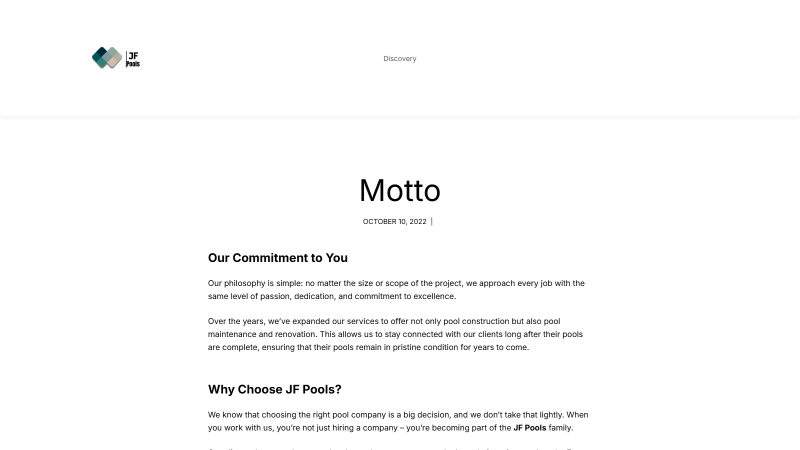 JF
Pools
Discovery
Motto
OCTOBER 10, 2022 |
Our Commitment to You
Our philosophy is simple: no matter the size or scope of the project, we approach every job with the
same level of passion, dedication, and commitment to excellence.
Over the years, we’ve expanded our services to offer not only pool construction but also pool
maintenance and renovation. This allows us to stay connected with our clients long after their pools
are complete, ensuring that their pools remain in pristine condition for years to come.
Why Choose JF Pools?
We know that choosing the right pool company is a big decision, and we don’t take that lightly. When
you work with us, you’re not just hiring a company – you’re becoming part of the JF Pools family.